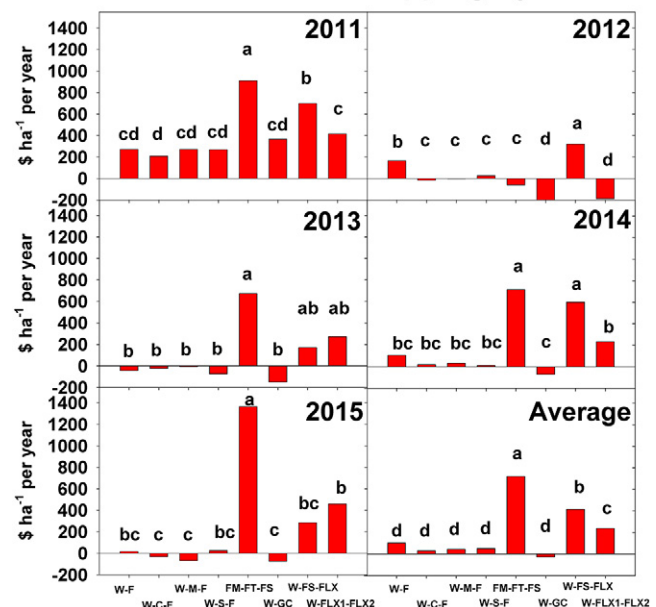 2011
2012
$ ha⁻¹ per year
1400
1200
1000
800
600
400
200
0
-200
cd d cd cd a cd b c
b c c c c d a d
2013
2014
$ ha⁻¹ per year
1400
1200
1000
800
600
400
200
0
-200
b b b b a b ab ab
bc bc bc bc a c a b
2015
Average
$ ha⁻¹ per year
1400
1200
1000
800
600
400
200
0
-200
bc c c bc a c bc b
d d d d a d b c
W-F W-M-F FM-FT-FS W-FS-FLX W-F W-M-F FM-FT-FS W-FS-FLX
W-C-F W-S-F W-GC W-FLX1-FLX2 W-C-F W-S-F W-GC W-FLX1-FLX2